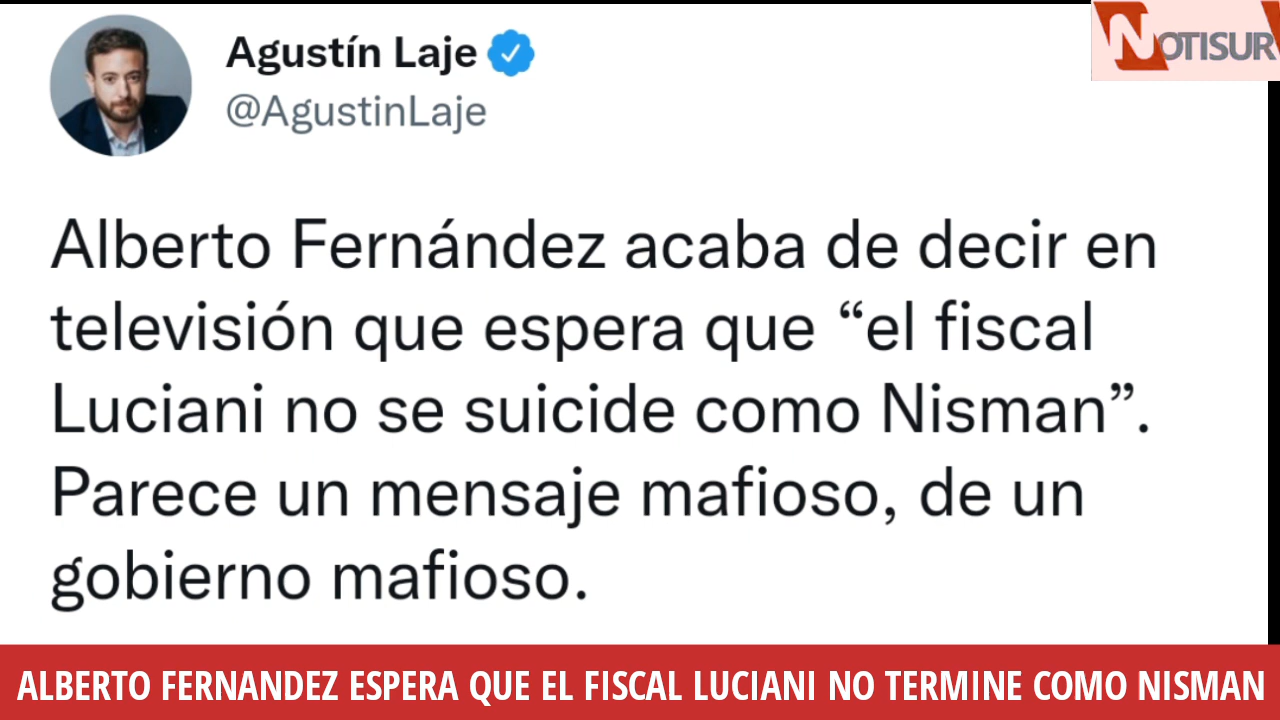 Agustín Laje
@AgustinLaje
NOTISUR
Alberto Fernández acaba de decir en
televisión que espera que “el fiscal
Luciani no se suicide como Nisman”.
Parece un mensaje mafioso, de un
gobierno mafioso.
ALBERTO FERNANDEZ ESPERA QUE EL FISCAL LUCIANI NO TERMINE COMO NISMAN